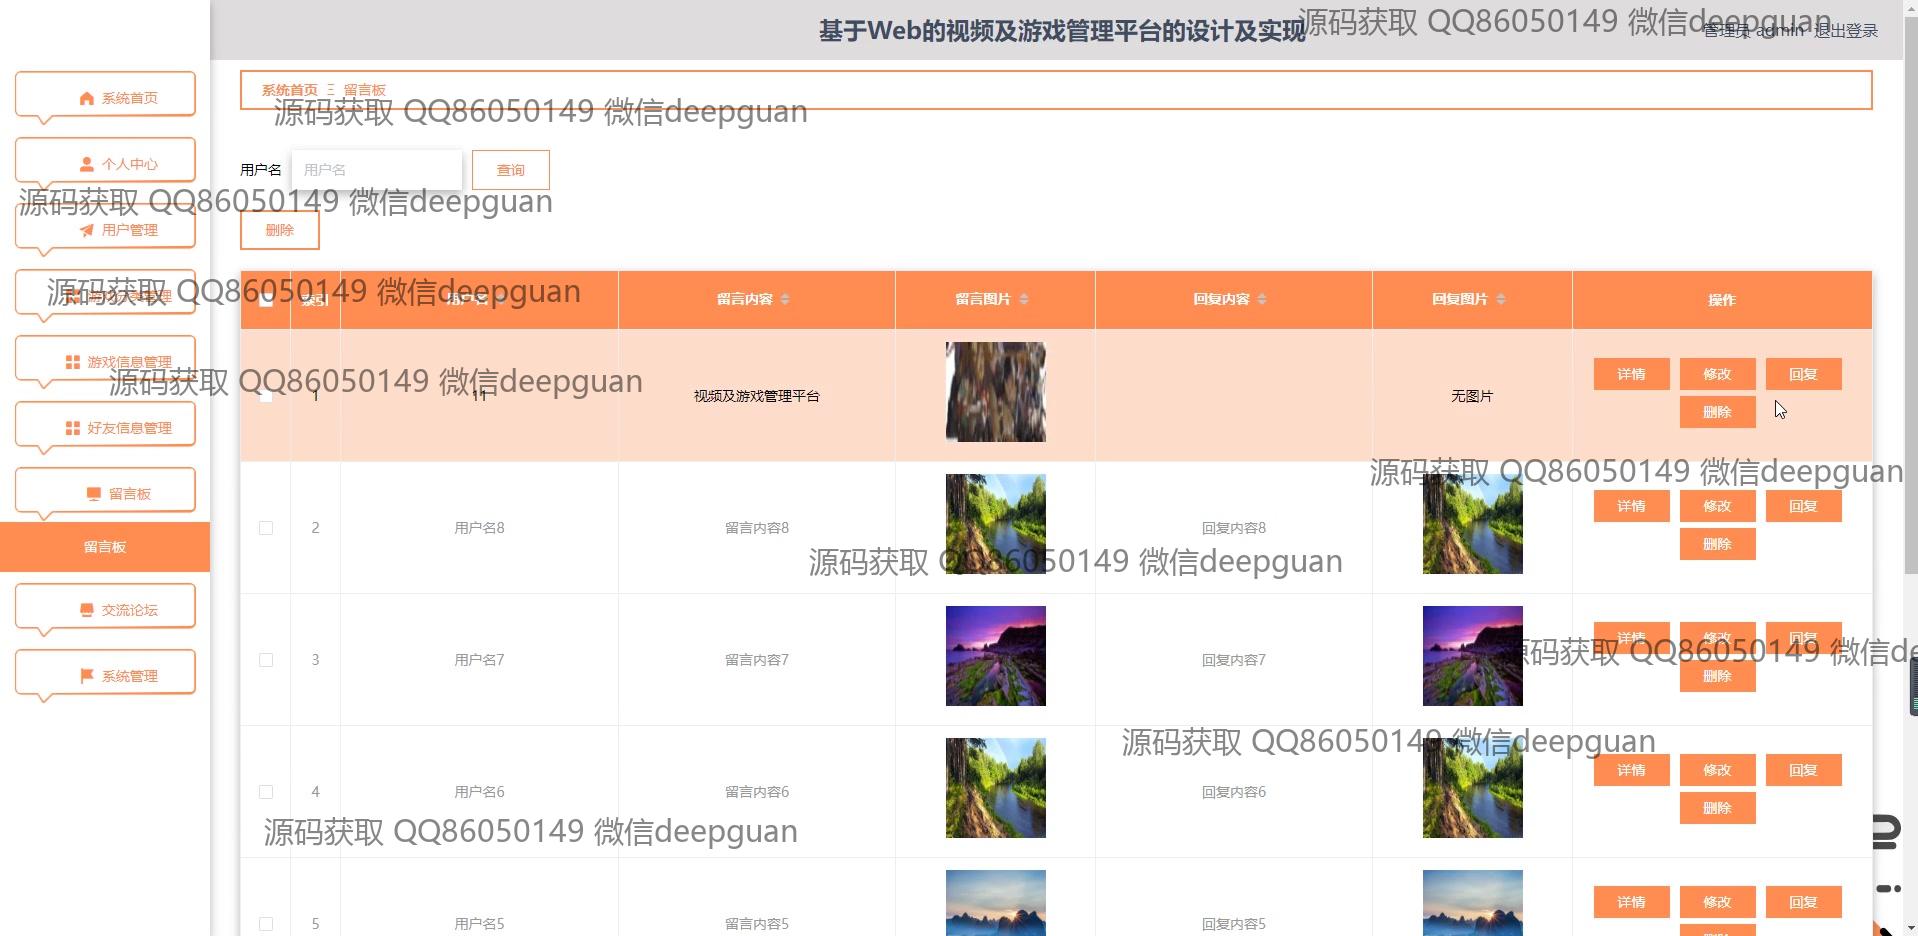 基于Web的视频及游戏管理平台的设计及实现
管理员 admin 退出登录
源码获取 QQ86050149 微信deepguan
系统首页
个人中心
用户管理
游戏信息管理
好友信息管理
留言板
留言板
交流论坛
系统管理
系统首页 Ξ 留言板
源码获取 QQ86050149 微信deepguan
用户名 用户名 查询
源码获取 QQ86050149 微信deepguan
删除
源码获取 QQ86050149 微信deepguan
索引 用户名 留言内容 留言图片 回复内容 回复图片 操作
源码获取 QQ86050149 微信deepguan
1 11 视频及游戏管理平台 无图片 详情 修改 回复
删除
源码获取 QQ86050149 微信deepguan
2 用户名8 留言内容8 回复内容8 详情 修改 回复
删除
源码获取 QQ86050149 微信deepguan
3 用户名7 留言内容7 回复内容7 详情 修改 回复
删除
源码获取 QQ86050149 微信de
源码获取 QQ86050149 微信deepguan
4 用户名6 留言内容6 回复内容6 详情 修改 回复
删除
源码获取 QQ86050149 微信deepguan
5 用户名5 留言内容5 回复内容5 详情 修改 回复